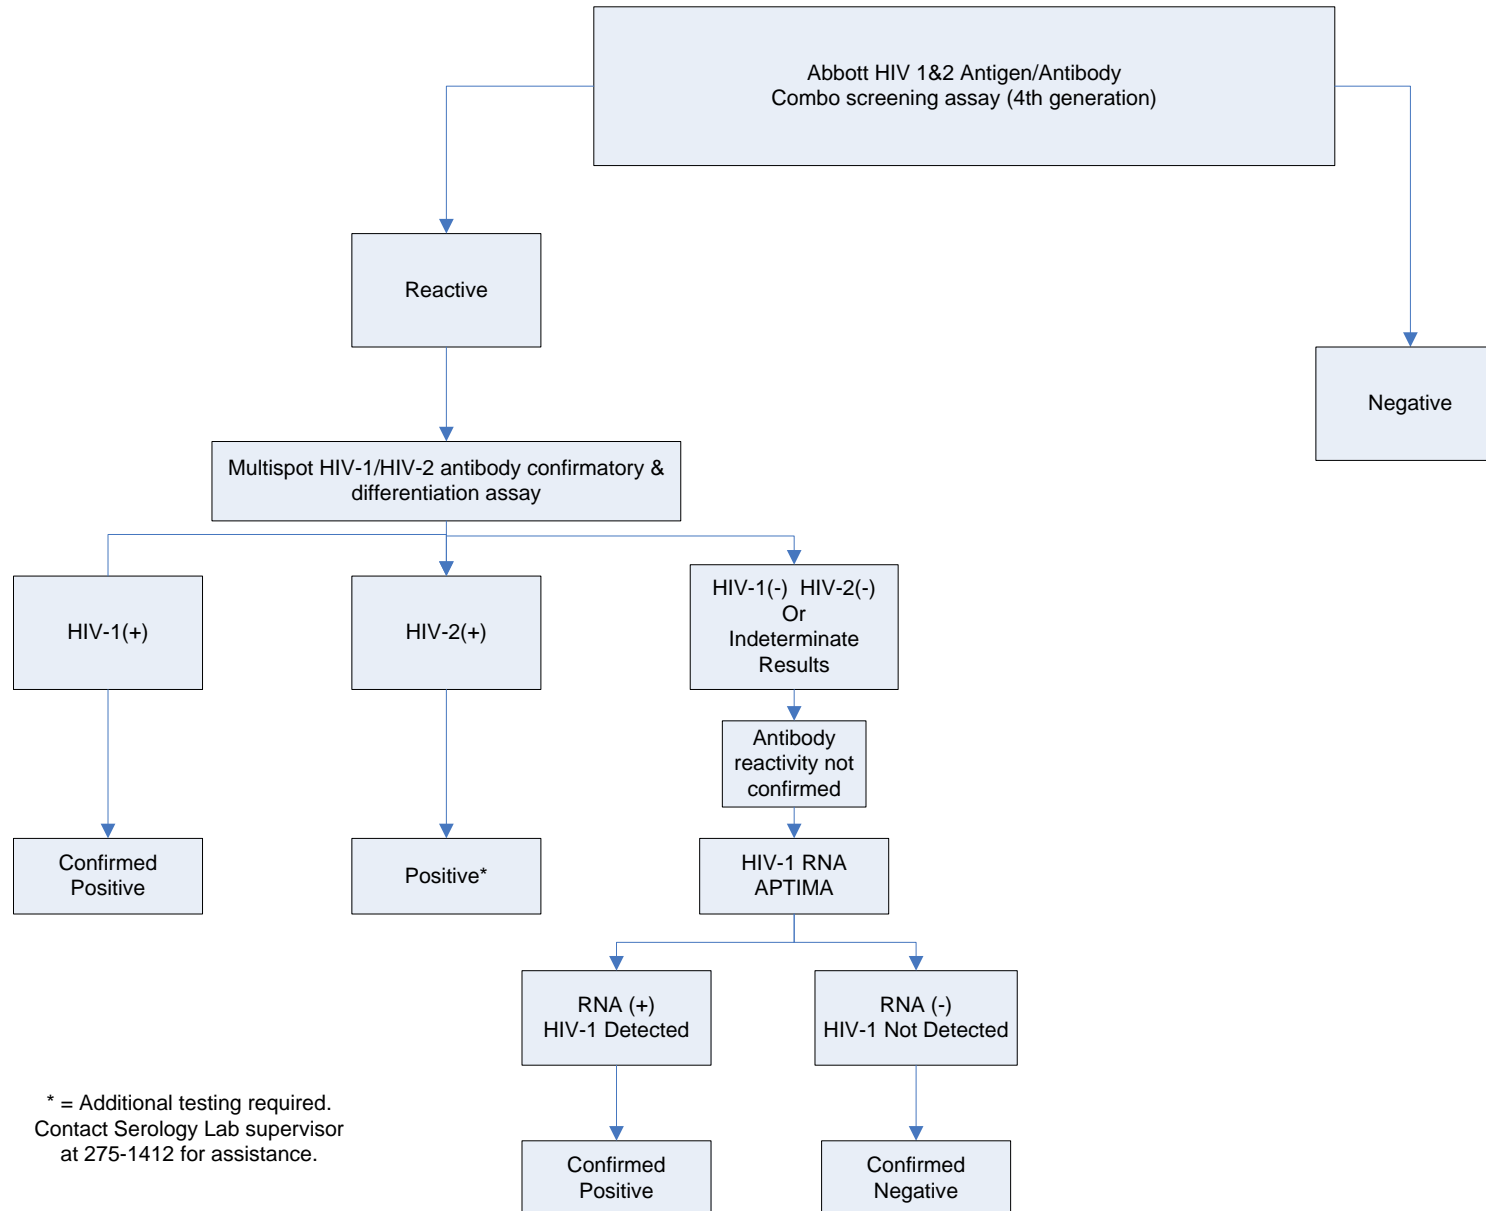 Abbott HIV 1&2 Antigen/Antibody
Combo screening assay (4th generation)
Reactive
Negative
Multispot HIV-1/HIV-2 antibody confirmatory &
differentiation assay
HIV-1(+)
HIV-2(+)
HIV-1(-)  HIV-2(-)
Or
Indeterminate
Results
Antibody
reactivity not
confirmed
Confirmed
Positive
Positive*
HIV-1 RNA
APTIMA
RNA (+)
HIV-1 Detected
RNA (-)
HIV-1 Not Detected
* = Additional testing required.
Contact Serology Lab supervisor
at 275-1412 for assistance.
Confirmed
Positive
Confirmed
Negative